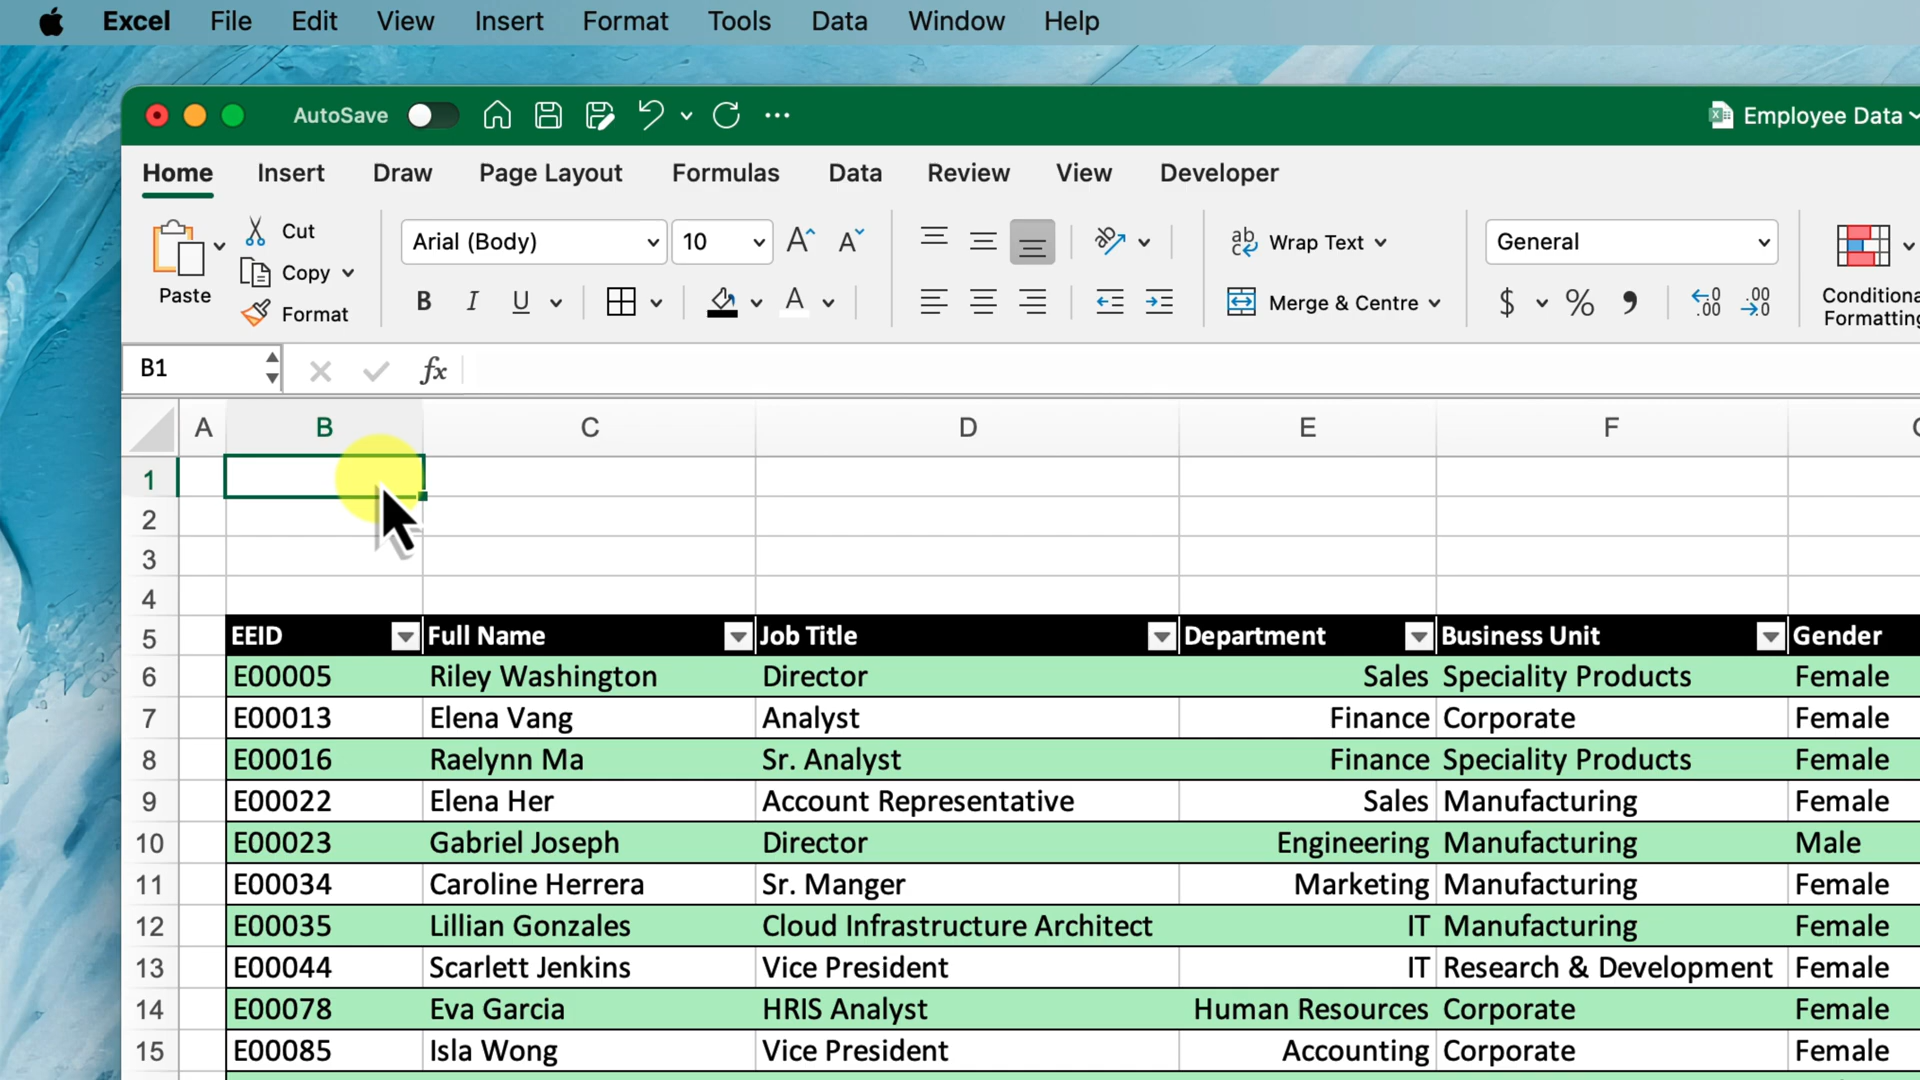 Excel File Edit View Insert Format Tools Data Window Help
AutoSave Employee Data
Home Insert Draw Page Layout Formulas Data Review View Developer
Paste
Cut
Copy
Format
Arial (Body) 10
B I U A
ab Wrap Text
Merge & Centre
General
$ % ,
Conditional
Formatting
B1 fx
A B C D E F
1
2
3
4
5 EEID Full Name Job Title Department Business Unit Gender
6 E00005 Riley Washington Director Sales Speciality Products Female
7 E00013 Elena Vang Analyst Finance Corporate Female
8 E00016 Raelynn Ma Sr. Analyst Finance Speciality Products Female
9 E00022 Elena Her Account Representative Sales Manufacturing Female
10 E00023 Gabriel Joseph Director Engineering Manufacturing Male
11 E00034 Caroline Herrera Sr. Manger Marketing Manufacturing Female
12 E00035 Lillian Gonzales Cloud Infrastructure Architect IT Manufacturing Female
13 E00044 Scarlett Jenkins Vice President IT Research & Development Female
14 E00078 Eva Garcia HRIS Analyst Human Resources Corporate Female
15 E00085 Isla Wong Vice President Accounting Corporate Female